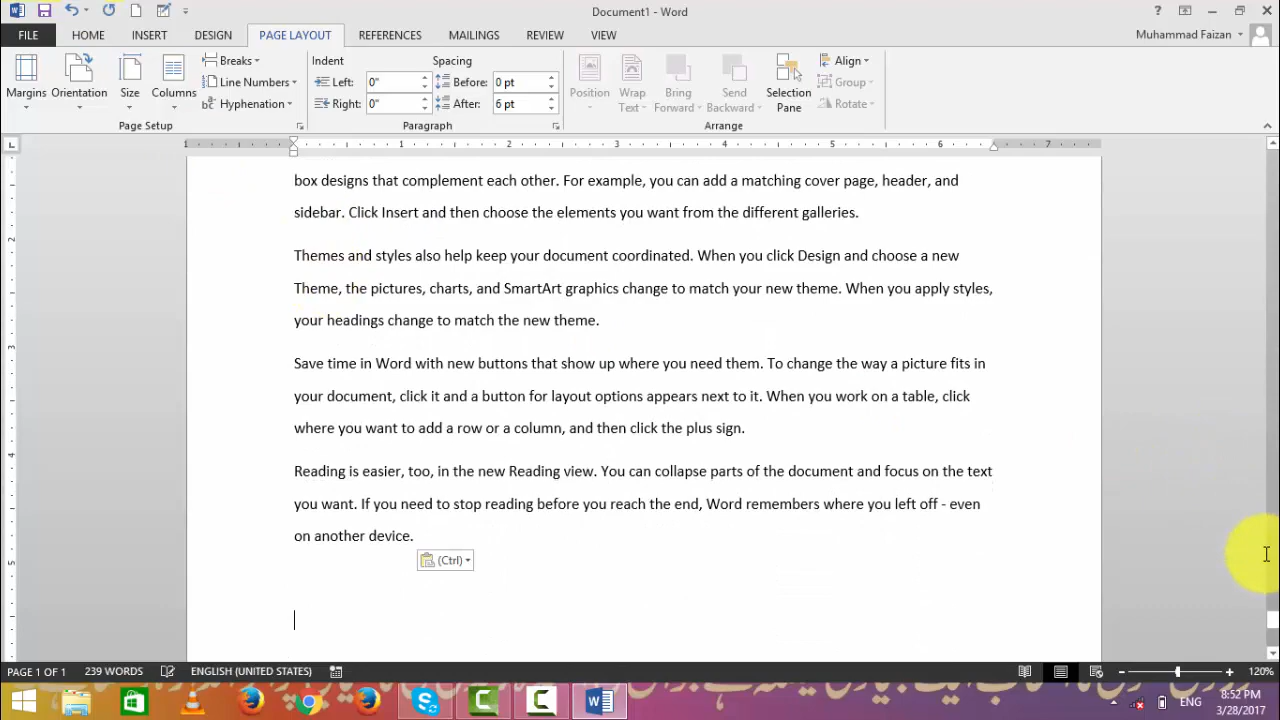 Document1 - Word
FILE HOME INSERT DESIGN PAGE LAYOUT REFERENCES MAILINGS REVIEW VIEW Muhammad Faizan
Margins Orientation Size Columns
Breaks
Line Numbers
Hyphenation
Page Setup
Indent Spacing
Left: 0" Before: 0 pt
Right: 0" After: 6 pt
Paragraph
Position Wrap Text Bring Forward Send Backward Selection Pane
Align
Group
Rotate
Arrange
1 1 2 3 4 5 6 7
2
3
4
5
box designs that complement each other. For example, you can add a matching cover page, header, and
sidebar. Click Insert and then choose the elements you want from the different galleries.
Themes and styles also help keep your document coordinated. When you click Design and choose a new
Theme, the pictures, charts, and SmartArt graphics change to match your new theme. When you apply styles,
your headings change to match the new theme.
Save time in Word with new buttons that show up where you need them. To change the way a picture fits in
your document, click it and a button for layout options appears next to it. When you work on a table, click
where you want to add a row or a column, and then click the plus sign.
Reading is easier, too, in the new Reading view. You can collapse parts of the document and focus on the text
you want. If you need to stop reading before you reach the end, Word remembers where you left off - even
on another device.
(Ctrl)
PAGE 1 OF 1 239 WORDS ENGLISH (UNITED STATES) 120%
ENG 8:52 PM
3/28/2017